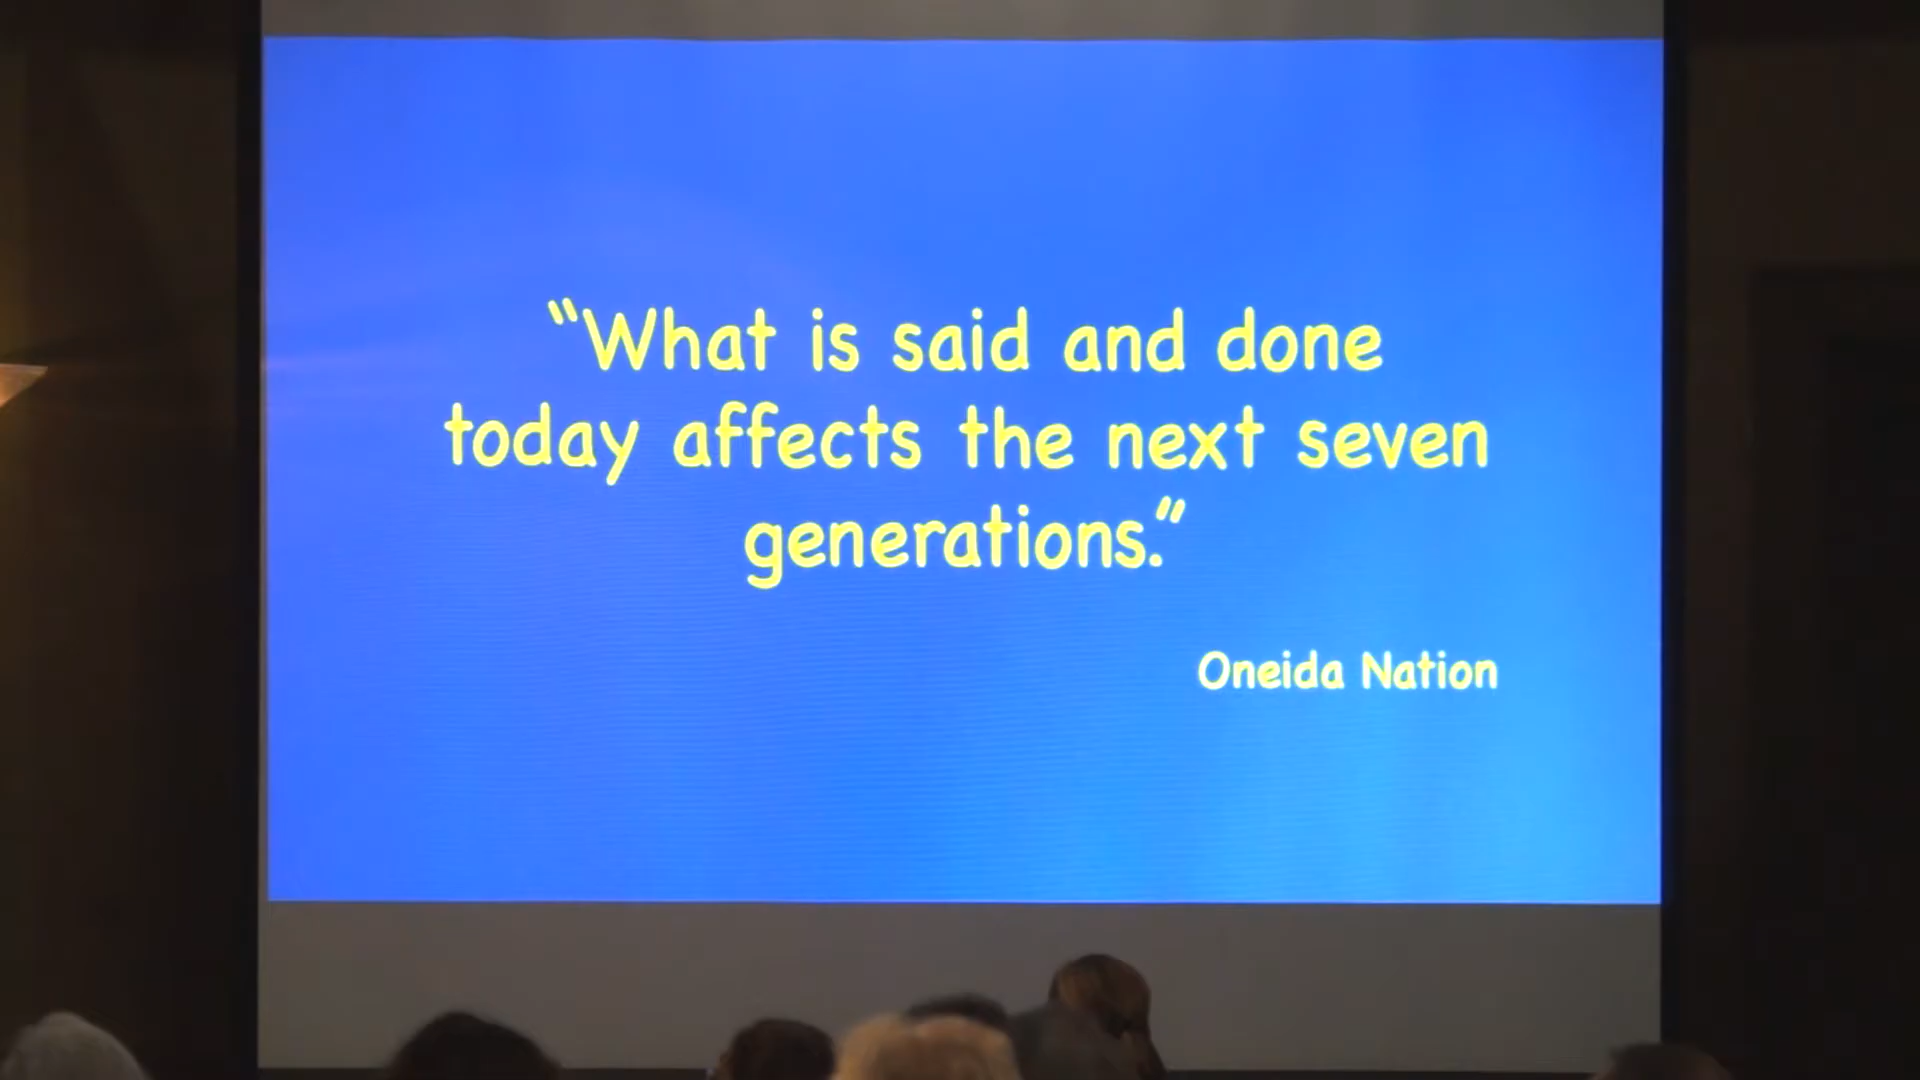 “What is said and done
today affects the next seven
generations.”
Oneida Nation